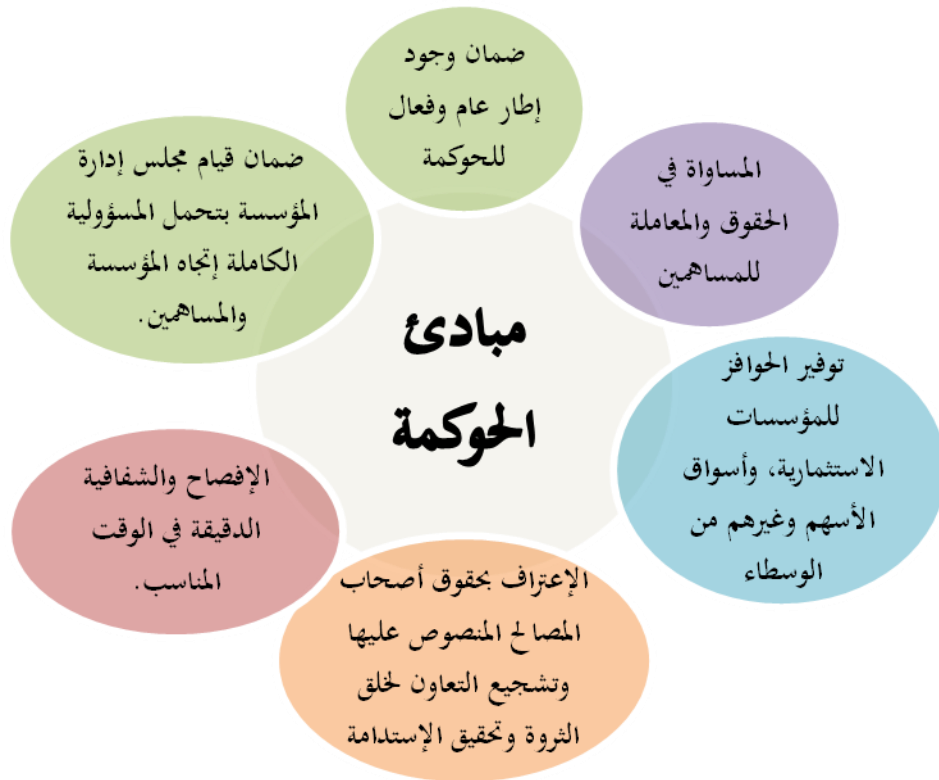 ضمان وجود
إطار عام وفعال
للحوكمة
المساواة في
الحقوق والمعاملة
للمساهمين
توفير الحوافز
للمؤسسات
الاستثمارية، وأسواق
الأسهم وغيرهم من
الوسطاء
الإعتراف بحقوق أصحاب
المصالح المنصوص عليها
وتشجيع التعاون لخلق
الثروة وتحقيق الإستدامة
الإفصاح والشفافية
الدقيقة في الوقت
المناسب.
ضمان قيام مجلس إدارة
المؤسسة بتحمل المسؤولية
الكاملة إتجاه المؤسسة
والمساهمين.
مبادئ
الحوكمة